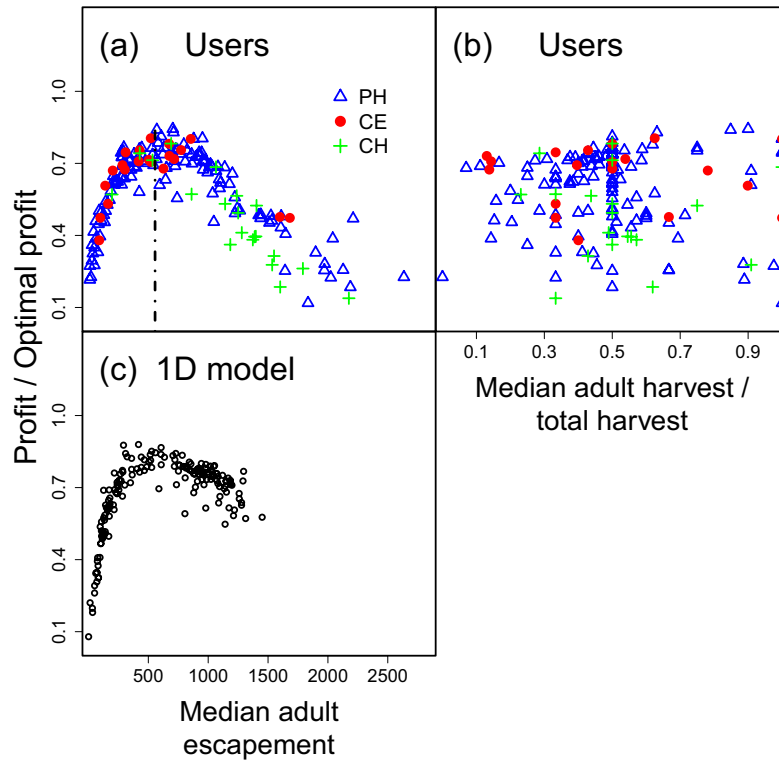 (a) Users
(b) Users
PH
CE
CH
1.0
0.7
0.4
0.1
Profit / Optimal profit
0.1 0.3 0.5 0.7 0.9
Median adult harvest /
total harvest
(c) 1D model
1.0
0.7
0.4
0.1
500 1000 1500 2000 2500
Median adult
escapement